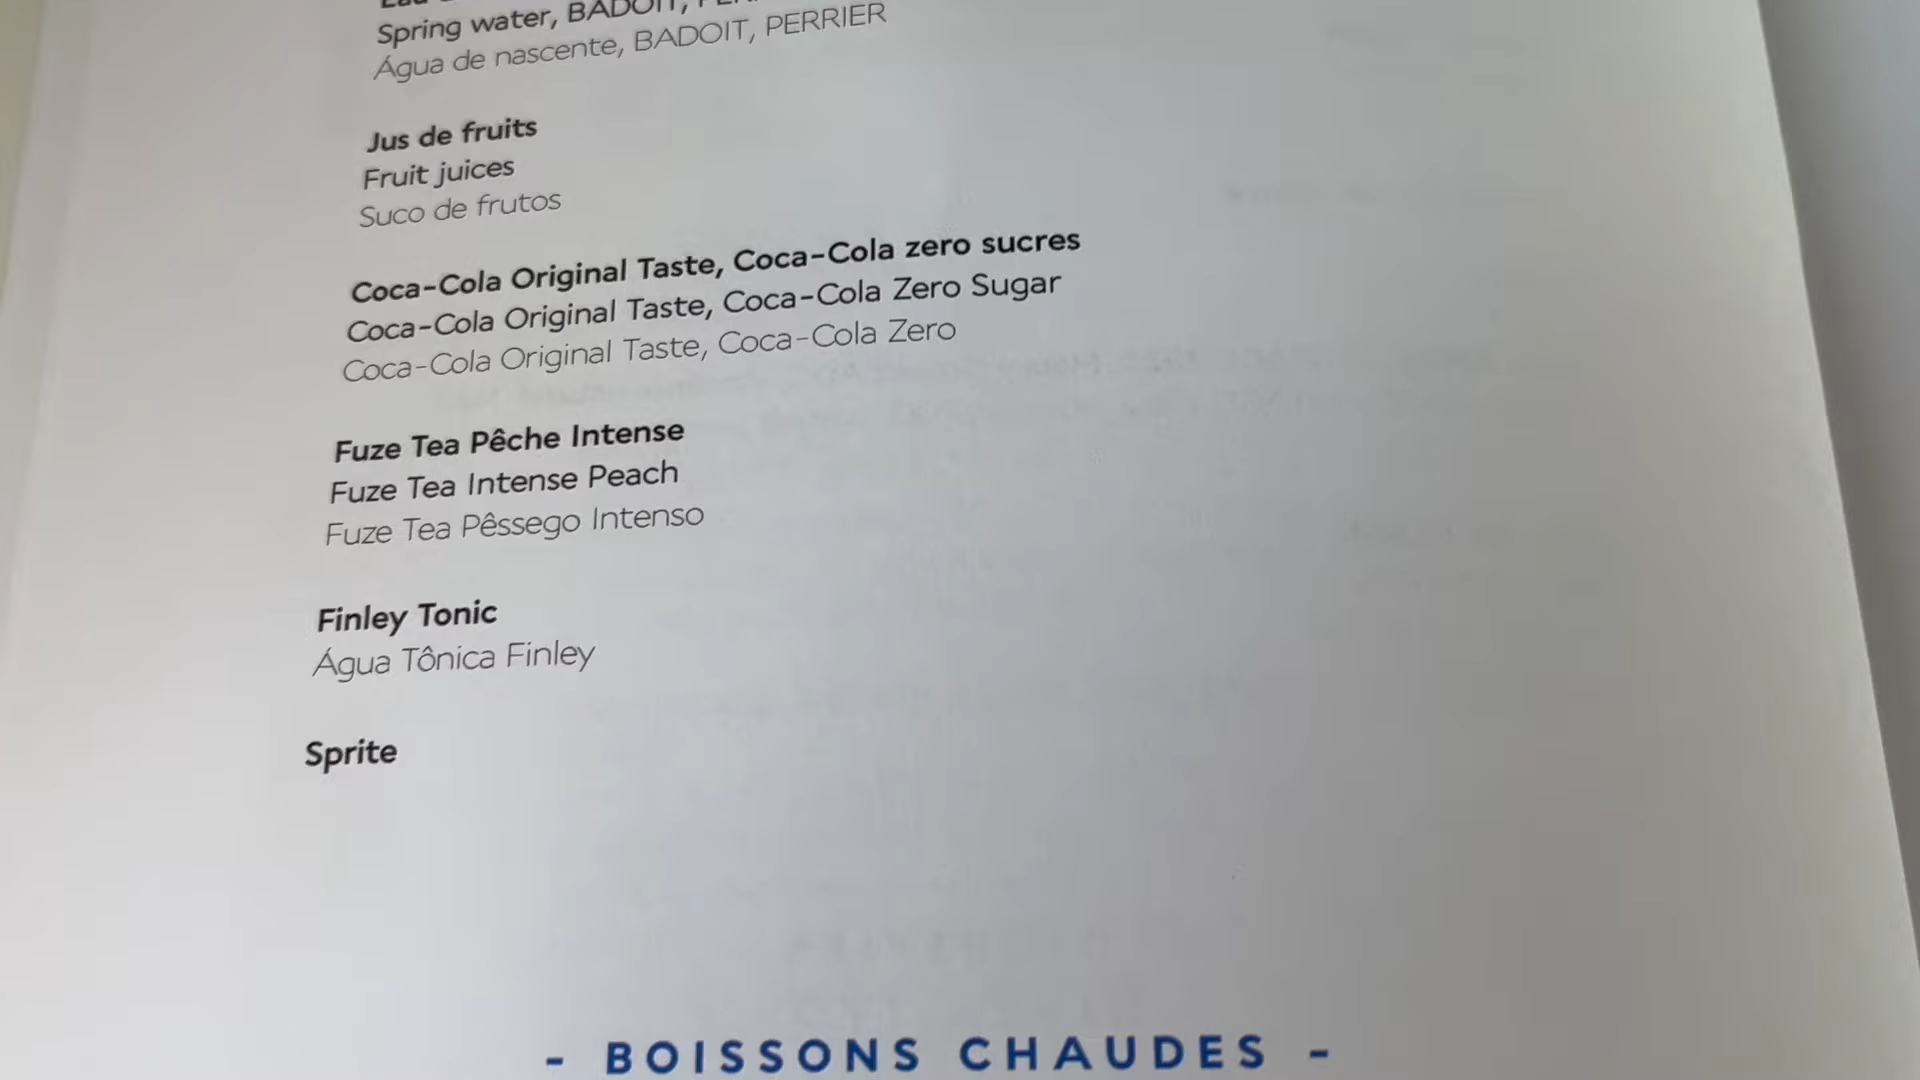 Spring water, BADOIT,
Água de nascente, BADOIT, PERRIER
Jus de fruits
Fruit juices
Suco de frutos
Coca-Cola Original Taste, Coca-Cola zero sucres
Coca-Cola Original Taste, Coca-Cola Zero Sugar
Coca-Cola Original Taste, Coca-Cola Zero
Fuze Tea Pêche Intense
Fuze Tea Intense Peach
Fuze Tea Pêssego Intenso
Finley Tonic
Água Tônica Finley
Sprite
- BOISSONS CHAUDES -